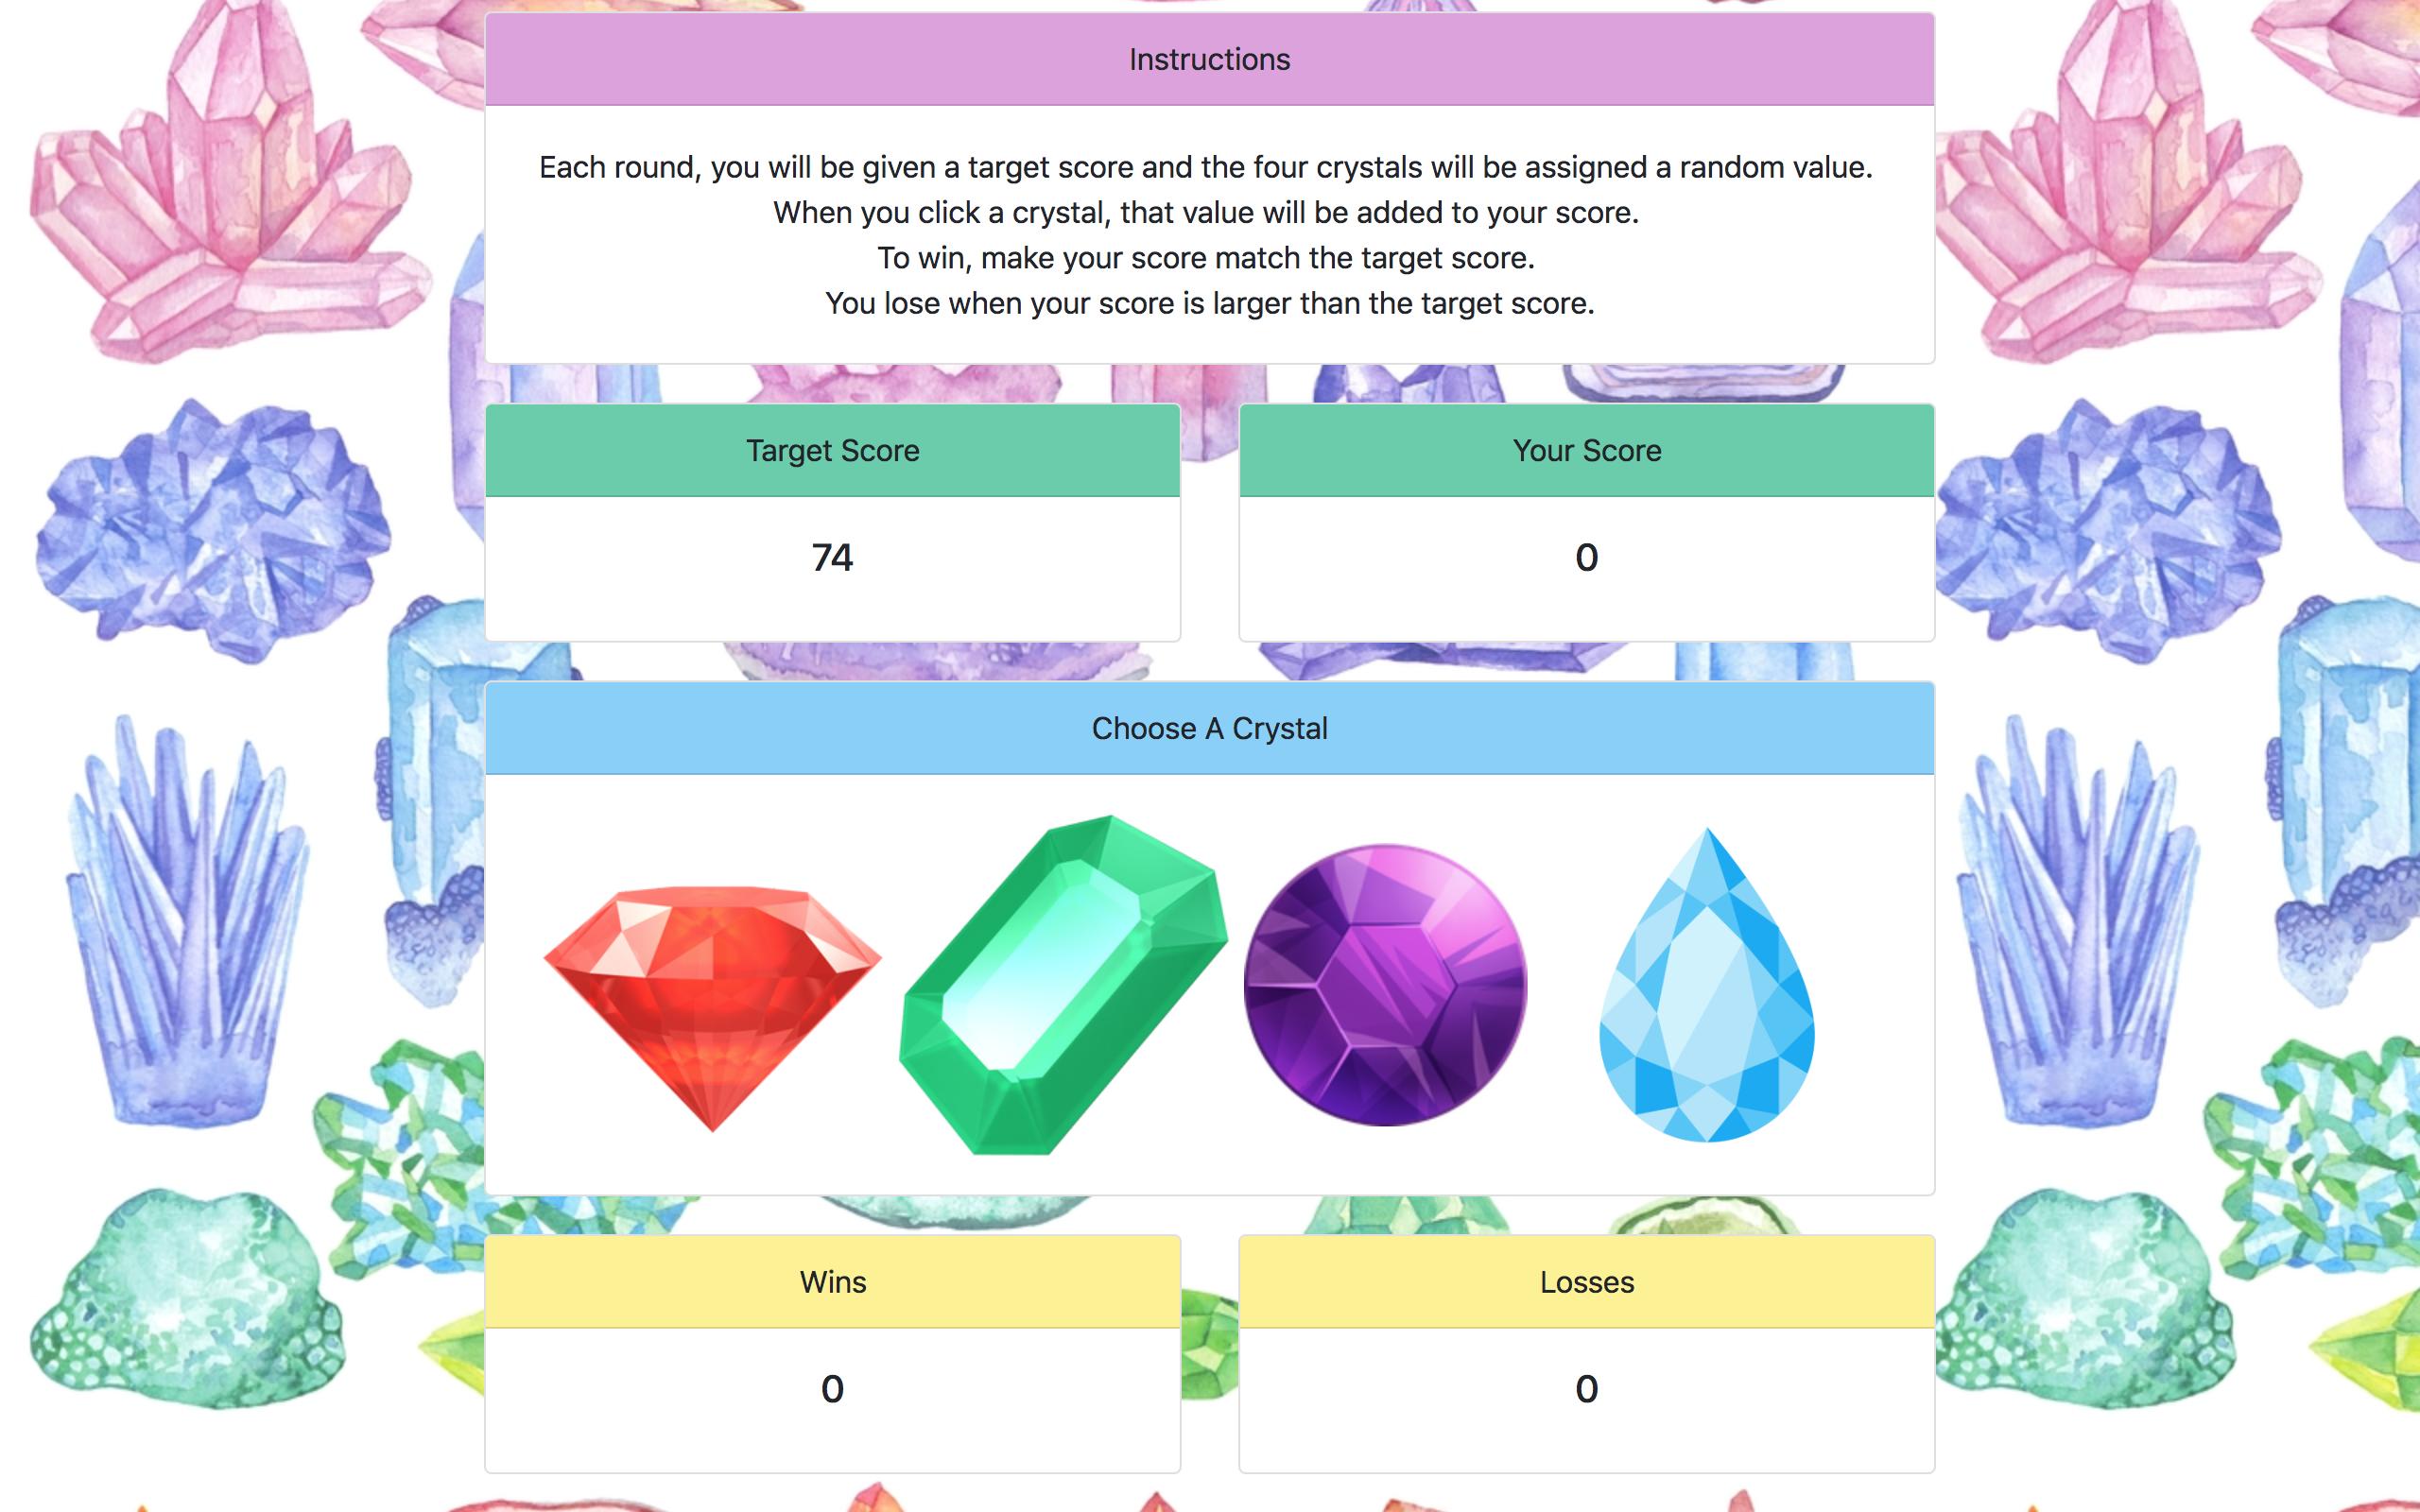 Instructions
Each round, you will be given a target score and the four crystals will be assigned a random value.
When you click a crystal, that value will be added to your score.
To win, make your score match the target score.
You lose when your score is larger than the target score.
Target Score
Your Score
74
0
Choose A Crystal
Wins
Losses
0
0